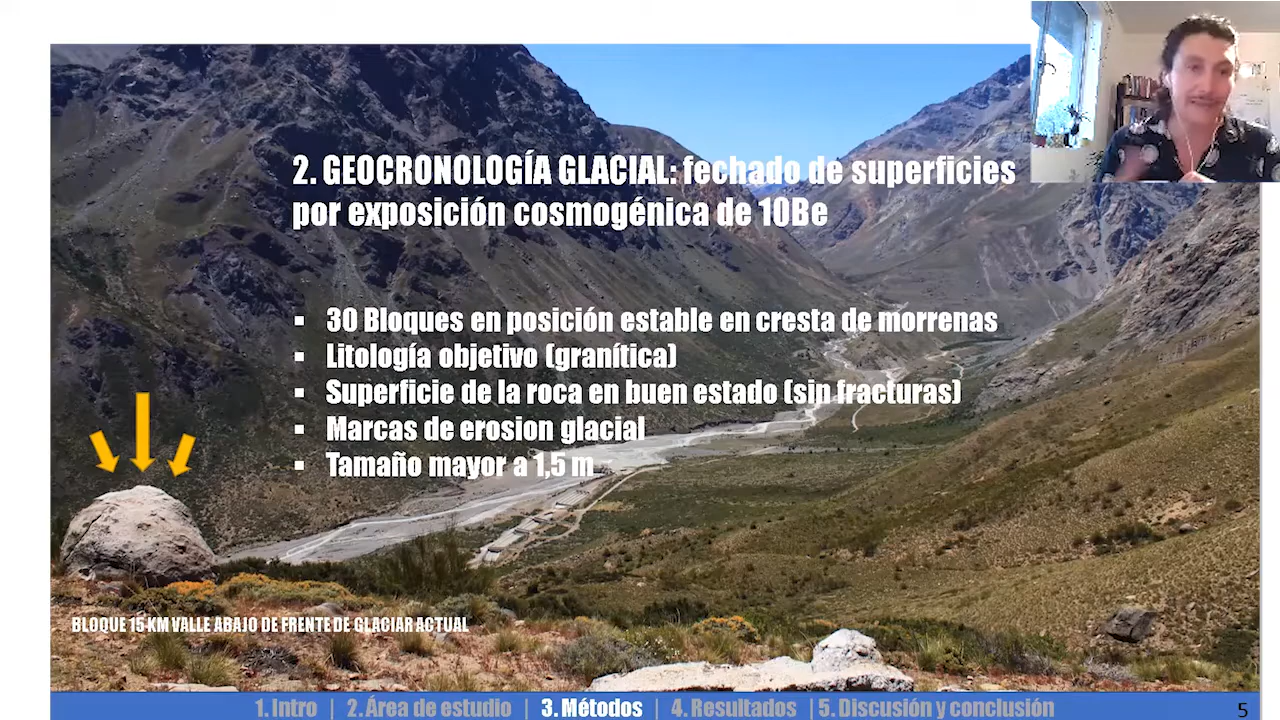 2. GEOCRONOLOGÍA GLACIAL: fechado de superficies
por exposición cosmogénica de 10Be
▪ 30 Bloques en posición estable en cresta de morrenas
▪ Litología objetivo (granítica)
▪ Superficie de la roca en buen estado (sin fracturas)
▪ Marcas de erosion glacial
▪ Tamaño mayor a 1,5 m
BLOQUE 15 KM VALLE ABAJO DE FRENTE DE GLACIAR ACTUAL
1. Intro | 2. Área de estudio | 3. Métodos | 4. Resultados | 5. Discusión y conclusión
5